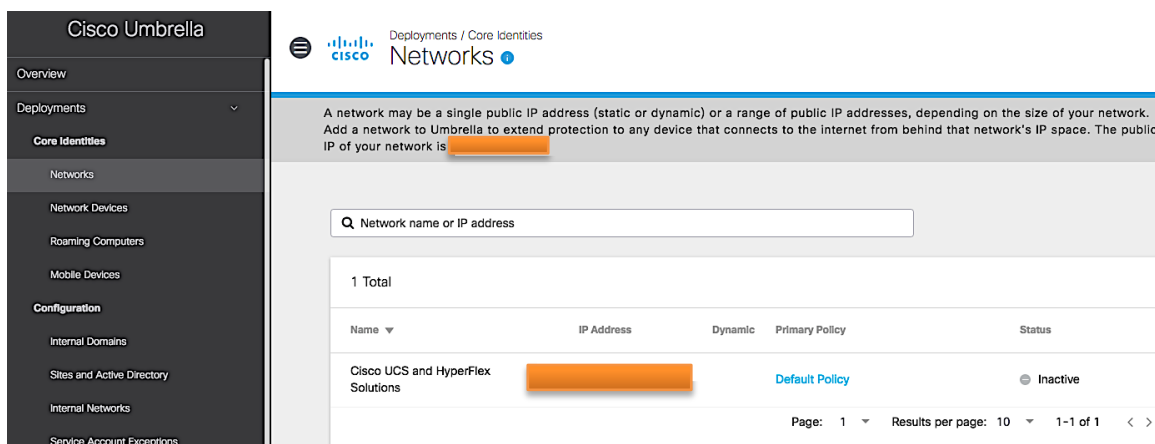 Cisco Umbrella
Overview
Deployments
Core Identities
Networks
Network Devices
Roaming Computers
Mobile Devices
Configuration
Internal Domains
Sites and Active Directory
Internal Networks
Service Account Exceptions
CISCO
Deployments / Core Identities
Networks
A network may be a single public IP address (static or dynamic) or a range of public IP addresses, depending on the size of your network.
Add a network to Umbrella to extend protection to any device that connects to the internet from behind that network's IP space. The public
IP of your network is
Network name or IP address
1 Total
Name IP Address Dynamic Primary Policy Status
Cisco UCS and HyperFlex
Solutions
Default Policy Inactive
Page: 1 Results per page: 10 1-1 of 1 < >